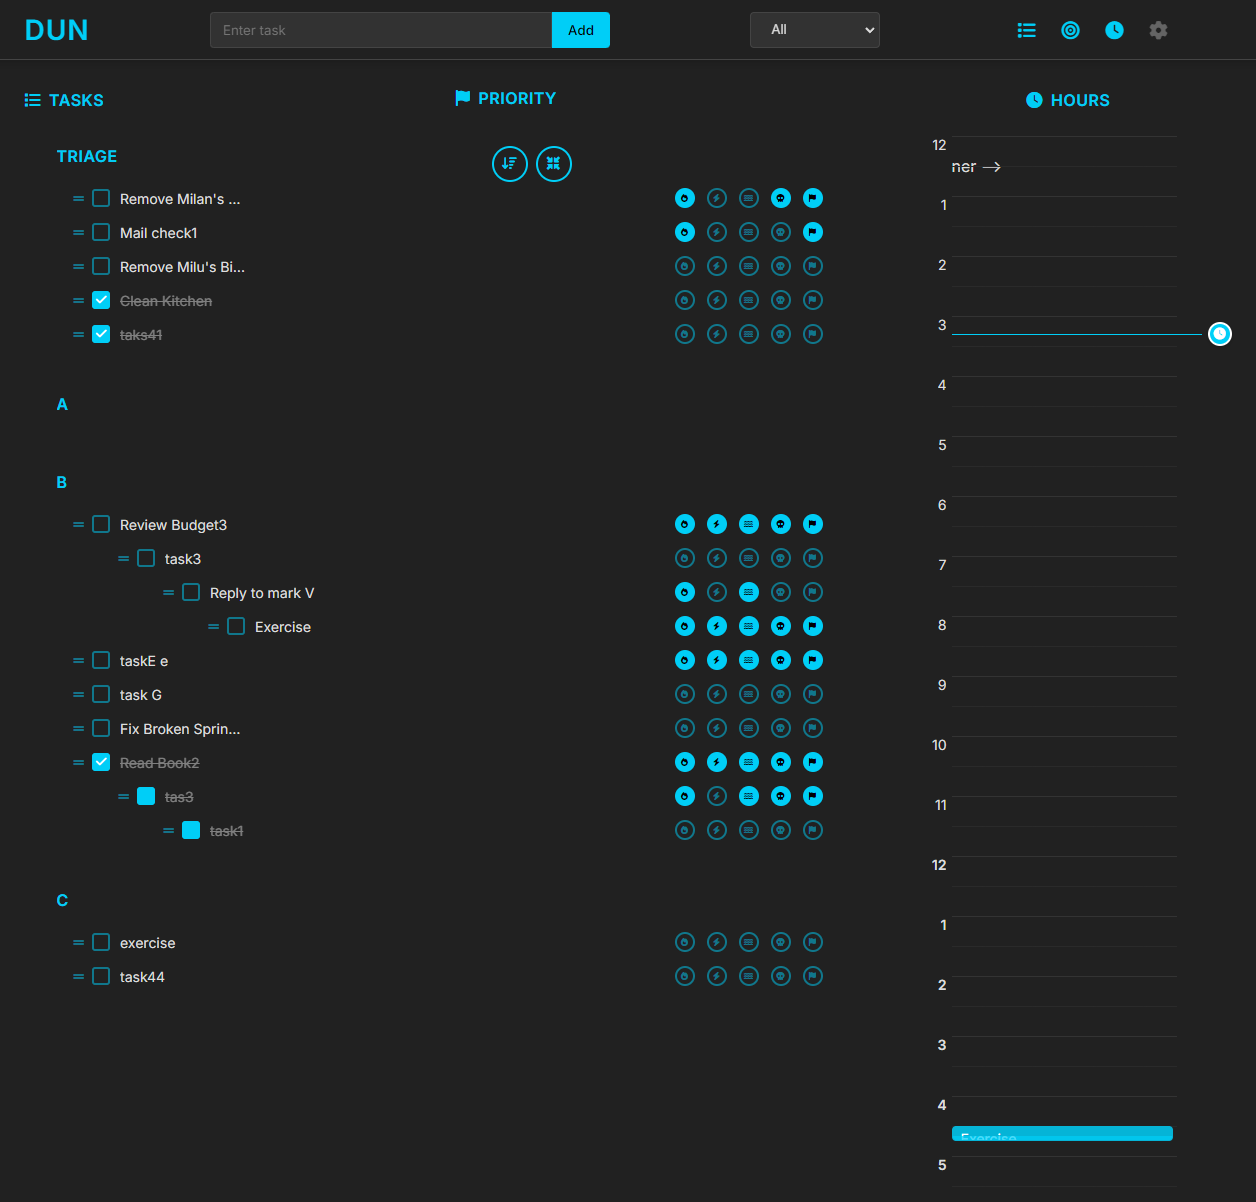 DUN
Enter task
Add
All
TASKS
PRIORITY
HOURS
TRIAGE
Remove Milan's ...
Mail check1
Remove Milu's Bi...
Clean Kitchen
taks41
A
B
Review Budget3
task3
Reply to mark V
Exercise
taskE e
task G
Fix Broken Sprin...
Read Book2
tas3
task1
C
exercise
task44
12
ner →
1
2
3
4
5
6
7
8
9
10
11
12
1
2
3
4
Exercise
5